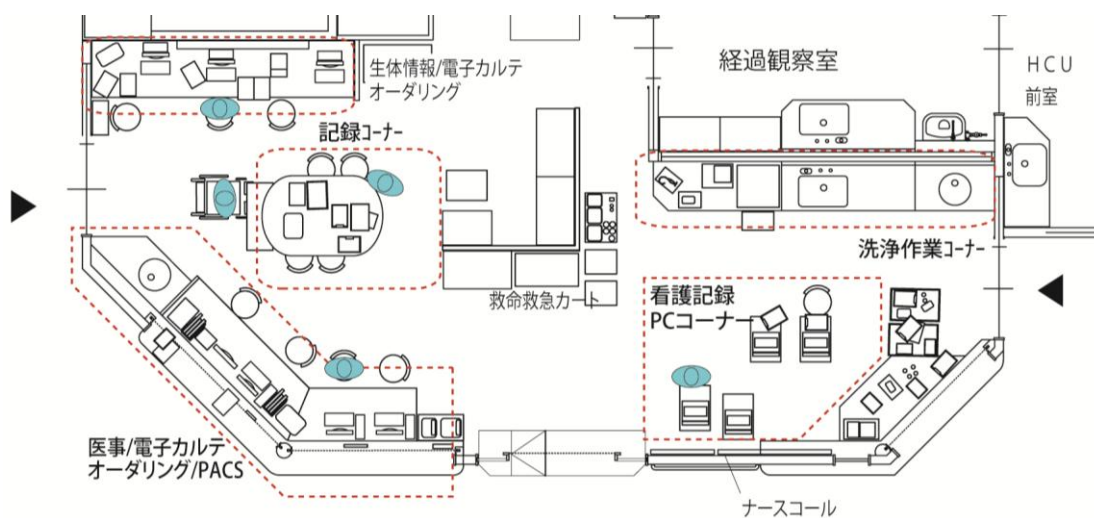 生体情報/電子カルテ
オーダリング
経過観察室
HCU
前室
記録コーナー
洗浄作業コーナー
救命救急カート
看護記録
PCコーナー
医事/電子カルテ
オーダリング/PACS
ナースコール